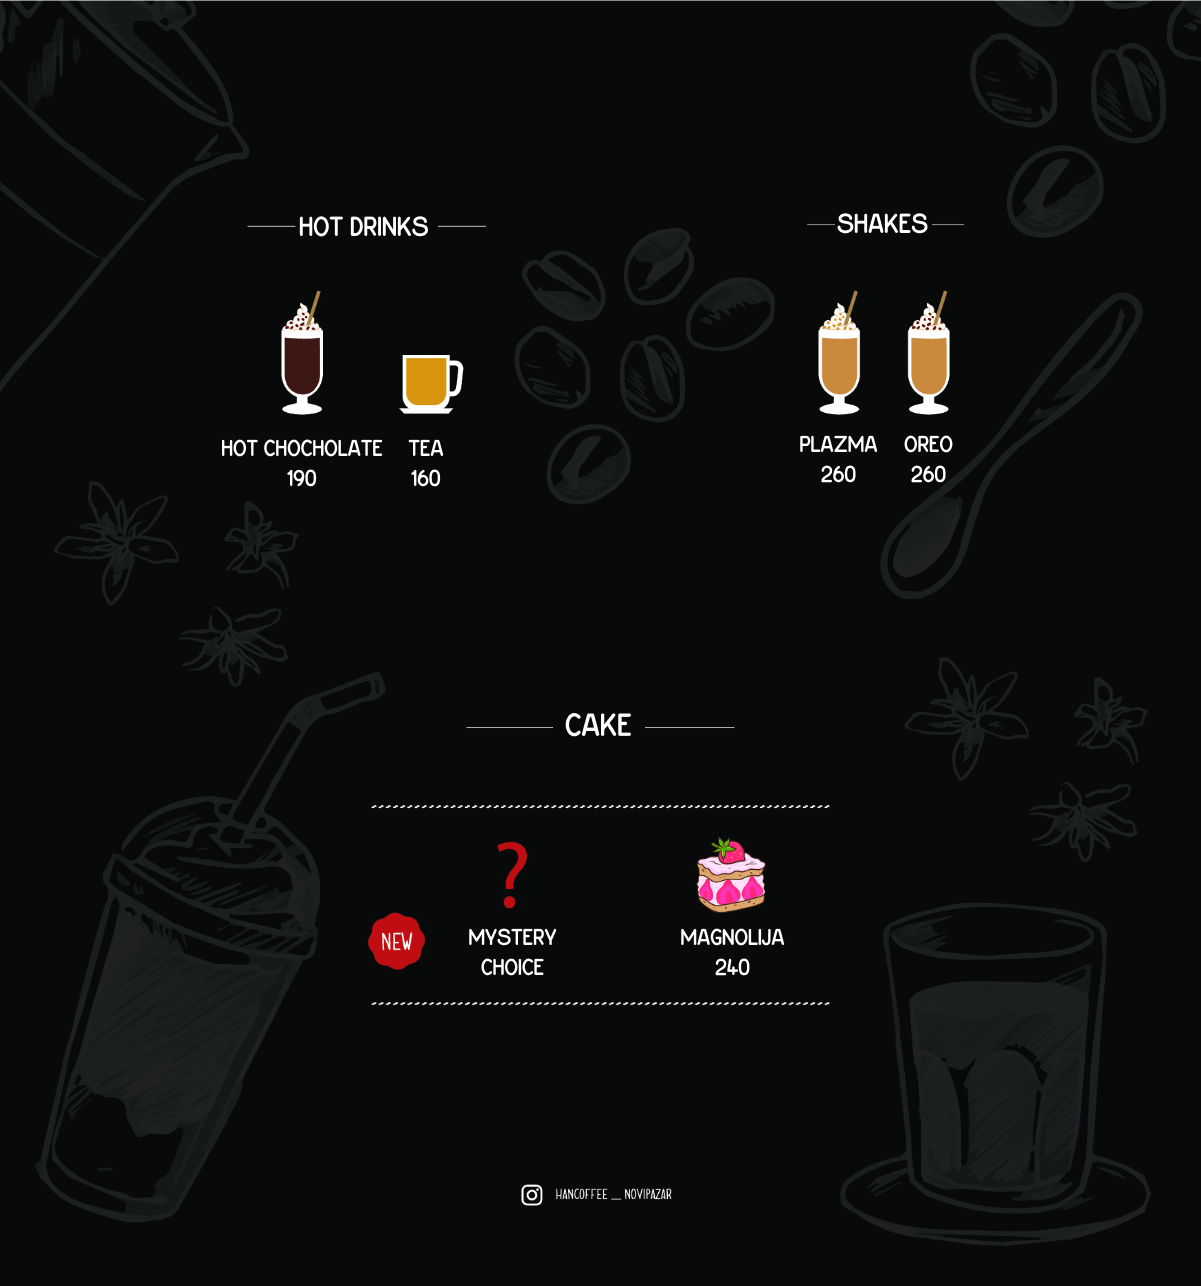 HOT DRINKS
HOT CHOCHOLATE
190
TEA
160
SHAKES
PLAZMA
260
OREO
260
CAKE
?
NEW
MYSTERY
CHOICE
MAGNOLIJA
240
HANCOFFEE __ NOVIPAZAR